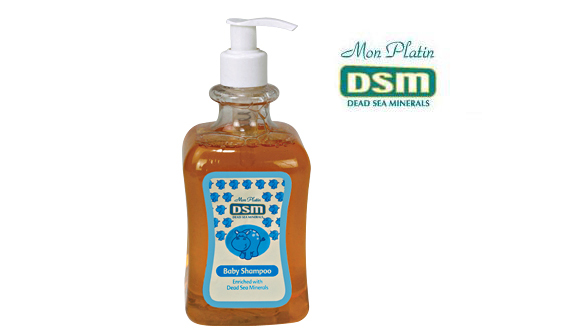 Mon Platin
DSM
DEAD SEA MINERALS
Mon Platin
DSM
DEAD SEA MINERALS
Baby Shampoo
Enriched with
Dead Sea Minerals